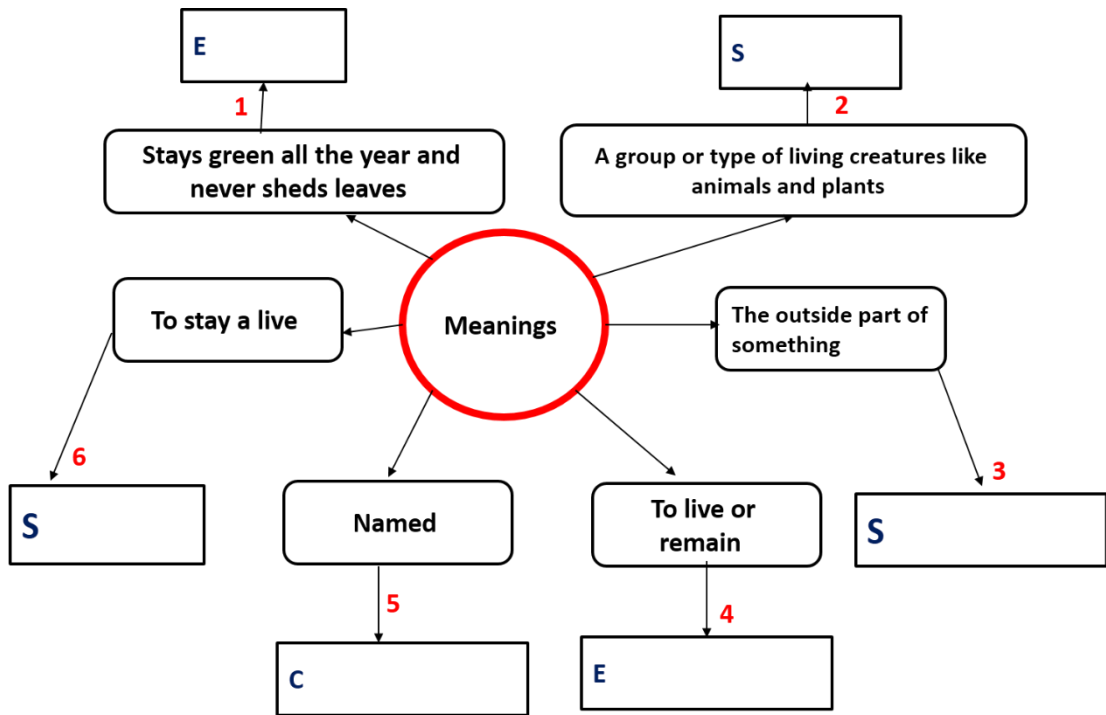 E
S
1
2
Stays green all the year and
never sheds leaves
A group or type of living creatures like
animals and plants
To stay a live
Meanings
The outside part of
something
6
3
S
Named
To live or
remain
S
5
4
C
E